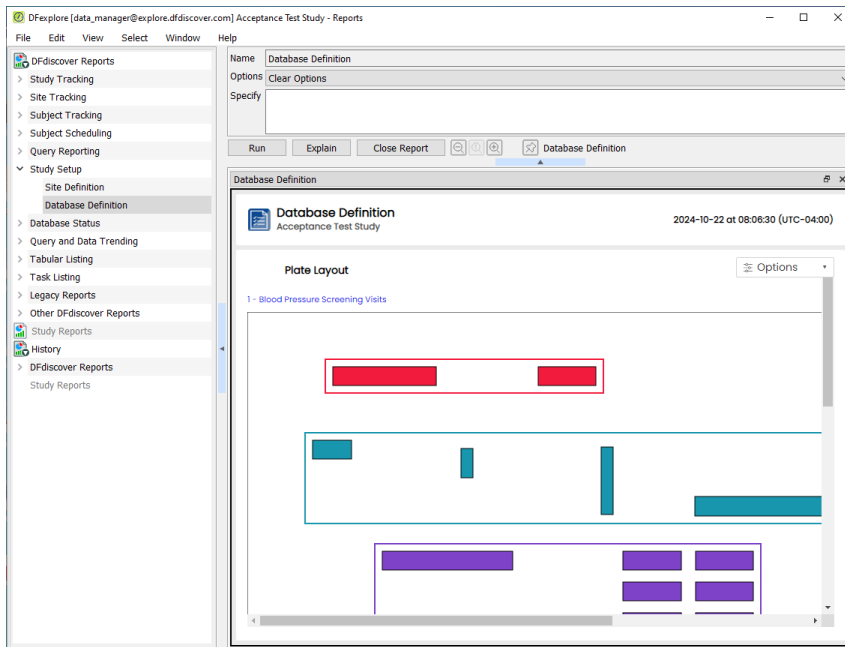 DFexplore [data_manager@explore.dfdiscover.com] Acceptance Test Study - Reports
File Edit View Select Window Help
DFdiscover Reports
Study Tracking
Site Tracking
Subject Tracking
Subject Scheduling
Query Reporting
Study Setup
Site Definition
Database Definition
Database Status
Query and Data Trending
Tabular Listing
Task Listing
Legacy Reports
Other DFdiscover Reports
Study Reports
History
DFdiscover Reports
Study Reports
Name Database Definition
Options Clear Options
Specify
Run Explain Close Report Database Definition
Database Definition
Database Definition
Acceptance Test Study
2024-10-22 at 08:06:30 (UTC-04:00)
Plate Layout
Options
1 - Blood Pressure Screening Visits